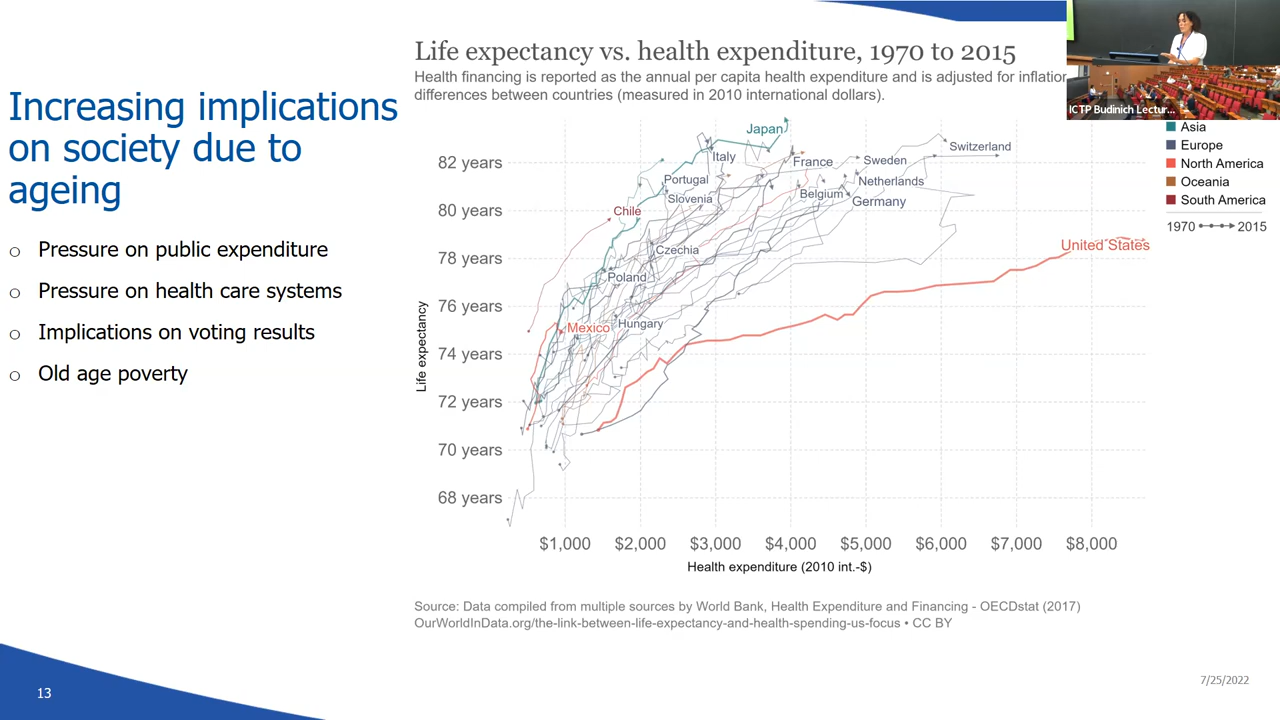 Increasing implications
on society due to
ageing
o Pressure on public expenditure
o Pressure on health care systems
o Implications on voting results
o Old age poverty
Life expectancy vs. health expenditure, 1970 to 2015
Health financing is reported as the annual per capita health expenditure and is adjusted for inflation
differences between countries (measured in 2010 international dollars).
ICTP Budinich Lectur...
Asia
Europe
North America
Oceania
South America
1970 2015
Life expectancy
82 years
80 years
78 years
76 years
74 years
72 years
70 years
68 years
Japan
Italy
France
Sweden
Switzerland
Portugal
Netherlands
Slovenia
Belgium
Germany
Chile
Czechia
United States
Poland
Mexico
Hungary
$1,000 $2,000 $3,000 $4,000 $5,000 $6,000 $7,000 $8,000
Health expenditure (2010 int.-$)
Source: Data compiled from multiple sources by World Bank, Health Expenditure and Financing - OECDstat (2017)
OurWorldInData.org/the-link-between-life-expectancy-and-health-spending-us-focus • CC BY
13
7/25/2022